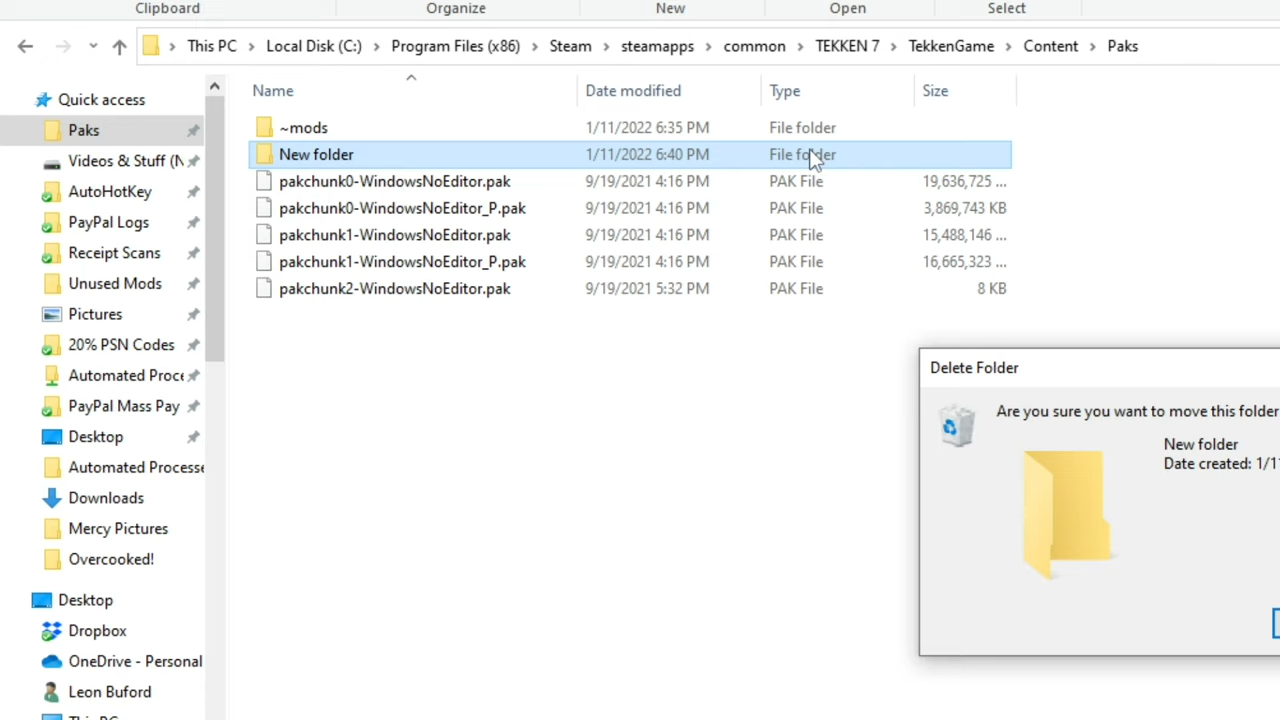 Clipboard Organize New Open Select
This PC Local Disk (C:) Program Files (x86) Steam steamapps common TEKKEN 7 TekkenGame Content Paks
Name Date modified Type Size
~mods 1/11/2022 6:35 PM File folder
New folder 1/11/2022 6:40 PM File folder
pakchunk0-WindowsNoEditor.pak 9/19/2021 4:16 PM PAK File 19,636,725 ...
pakchunk0-WindowsNoEditor_P.pak 9/19/2021 4:16 PM PAK File 3,869,743 KB
pakchunk1-WindowsNoEditor.pak 9/19/2021 4:16 PM PAK File 15,488,146 ...
pakchunk1-WindowsNoEditor_P.pak 9/19/2021 4:16 PM PAK File 16,665,323 ...
pakchunk2-WindowsNoEditor.pak 9/19/2021 5:32 PM PAK File 8 KB
Quick access
Paks
Videos & Stuff (N
AutoHotKey
PayPal Logs
Receipt Scans
Unused Mods
Pictures
20% PSN Codes
Automated Proce
PayPal Mass Pay
Desktop
Automated Processe
Downloads
Mercy Pictures
Overcooked!
Desktop
Dropbox
OneDrive - Personal
Leon Buford
This PC
Delete Folder
Are you sure you want to move this folder
New folder
Date created: 1/11